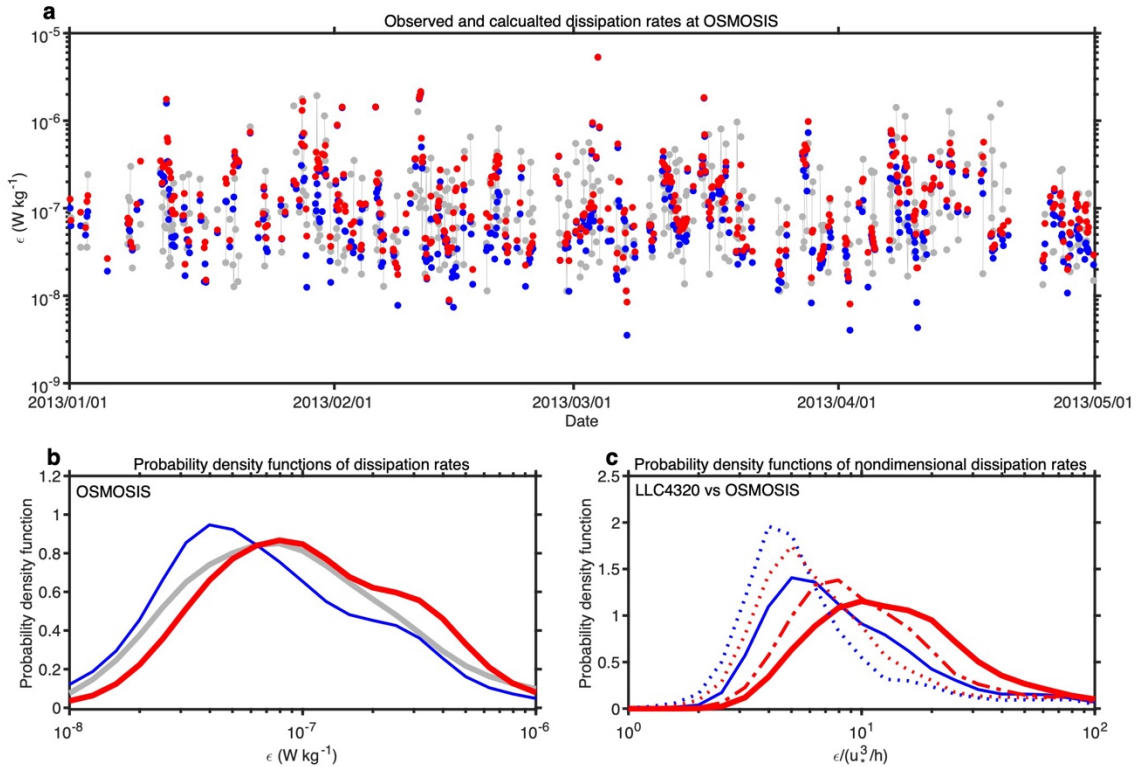 a
Observed and calcualted dissipation rates at OSMOSIS
10^-5
10^-6
10^-7
10^-8
10^-9
ϵ (W kg^-1)
2013/01/01 2013/02/01 2013/03/01 2013/04/01 2013/05/01
Date
b
Probability density functions of dissipation rates
OSMOSIS
1.2
1
0.8
0.6
0.4
0.2
0
Probability density function
10^-8 10^-7 10^-6
ϵ (W kg^-1)
c
Probability density functions of nondimensional dissipation rates
LLC4320 vs OSMOSIS
2.5
2
1.5
1
0.5
0
Probability density function
10^0 10^1 10^2
ϵ/(u_*^3/h)